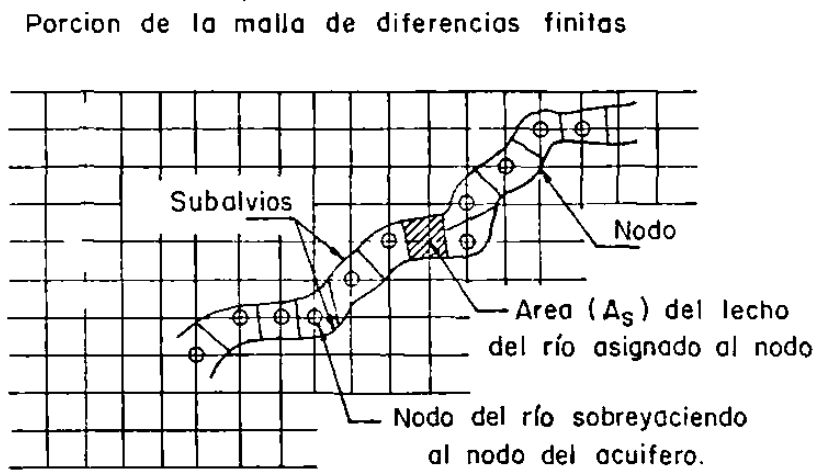 Porcion de la malla de diferencias finitas
Subalvios
Nodo
Area (As) del lecho
del río asignado al nodo
Nodo del río sobreyaciendo
al nodo del acuifero.